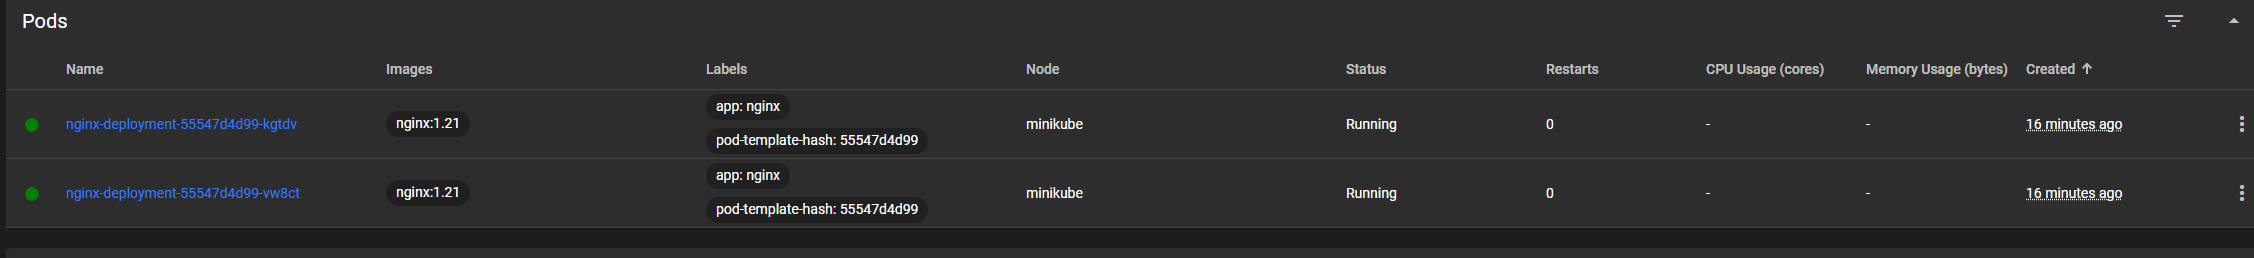 Pods
Name Images Labels Node Status Restarts CPU Usage (cores) Memory Usage (bytes) Created ↑
nginx-deployment-55547d4d99-kgtdv nginx:1.21 app: nginx minikube Running 0 - - 16 minutes ago
pod-template-hash: 55547d4d99
nginx-deployment-55547d4d99-vw8ct nginx:1.21 app: nginx minikube Running 0 - - 16 minutes ago
pod-template-hash: 55547d4d99